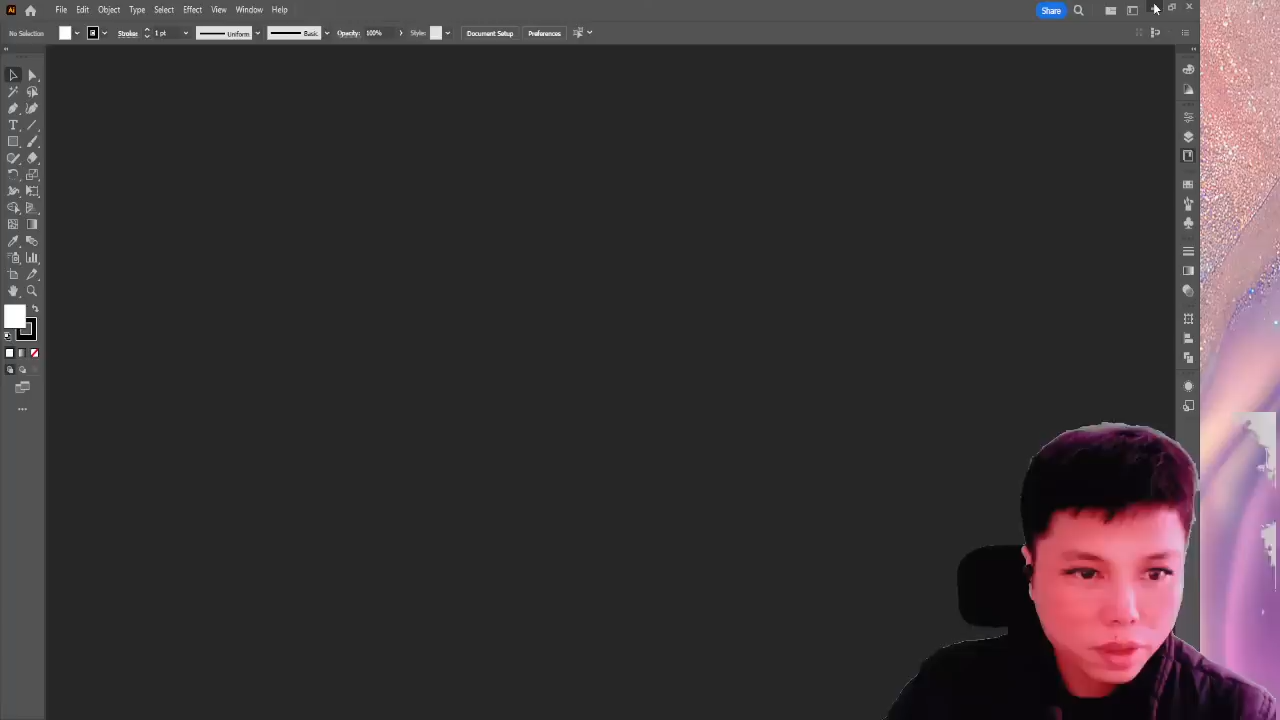 Ai File Edit Object Type Select Effect View Window Help Share
No Selection Stroke: 1 pt Uniform Basic Opacity: 100% Style: Document Setup Preferences
T